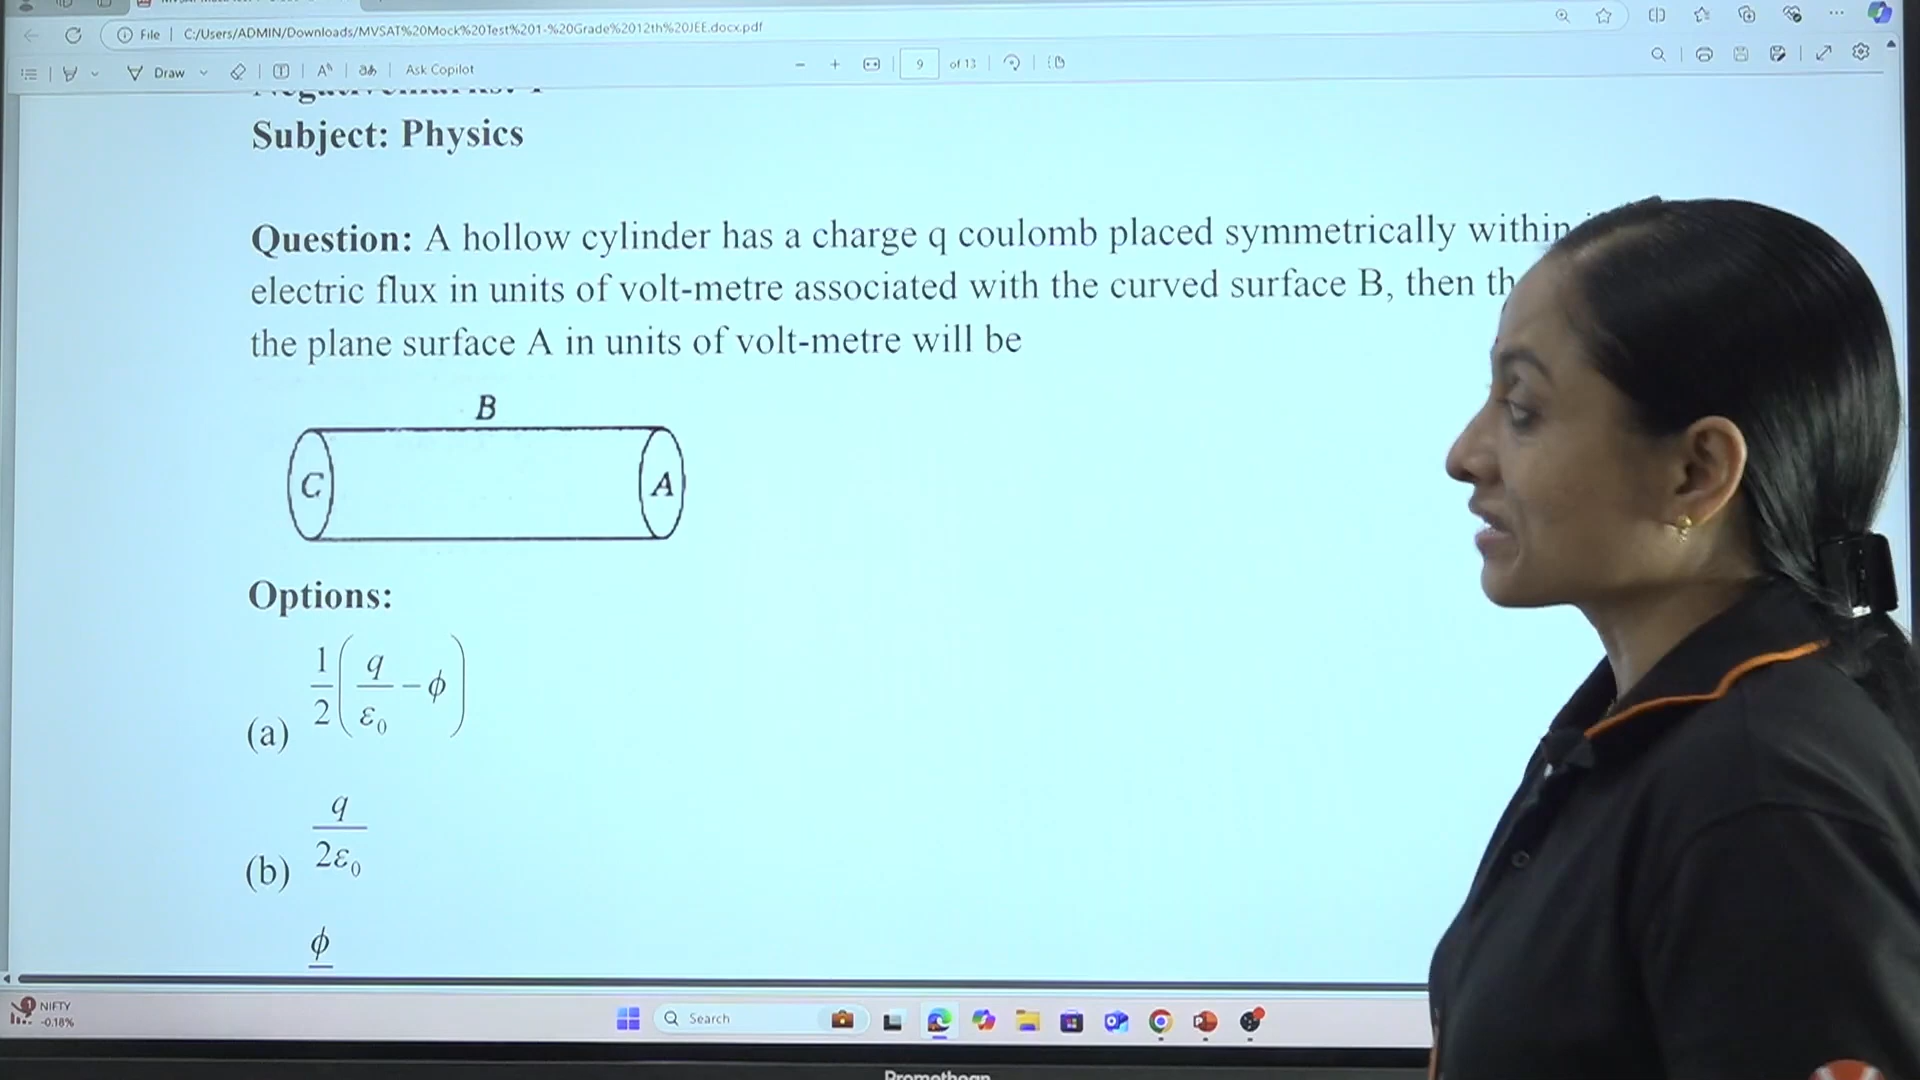 File | C:/Users/ADMIN/Downloads/MVSAT%20Mock%20Test%201-%20Grade%2012th%20JEE.docx.pdf
Draw
Ask Copilot
9 of 13
Subject: Physics
Question: A hollow cylinder has a charge q coulomb placed symmetrically within
electric flux in units of volt-metre associated with the curved surface B, then
the plane surface A in units of volt-metre will be
B
C
A
Options:
(a) 1/2 (q/ε₀ − ϕ)
(b) q/2ε₀
ϕ
1
NIFTY
-0.18%
Search
Promethean